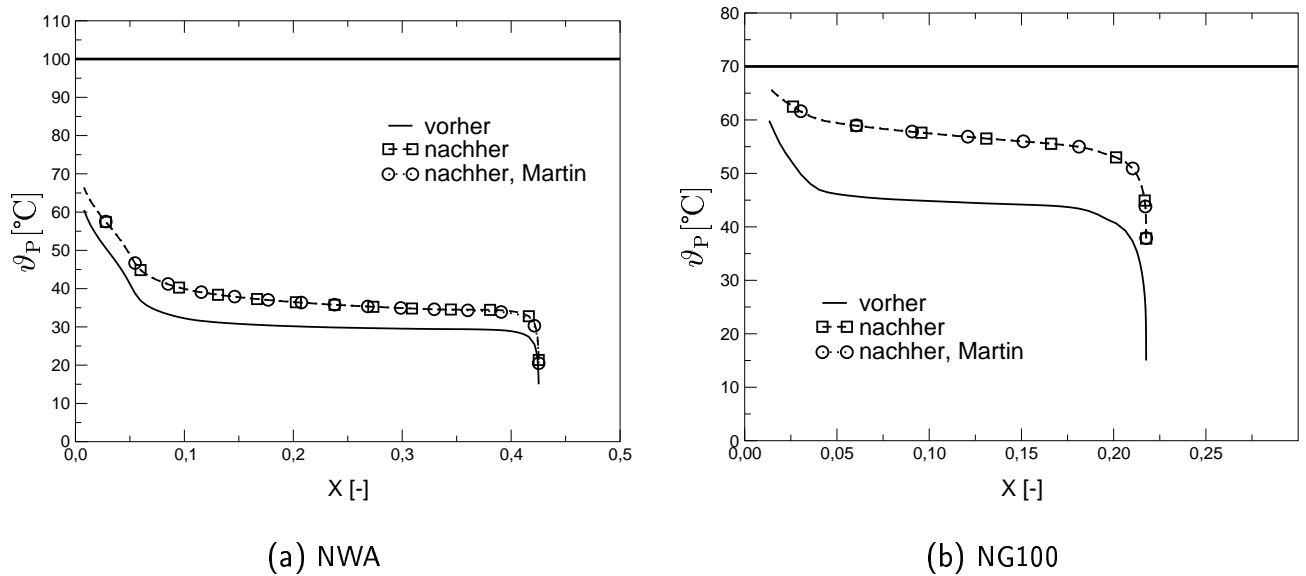 110
100
90
80
70
60
50
40
30
20
10
0
0,0 0,1 0,2 0,3 0,4 0,5
ϑP [°C]
X [-]
vorher
nachher
nachher, Martin
(a) NWA
80
70
60
50
40
30
20
10
0
0,00 0,05 0,10 0,15 0,20 0,25
ϑP [°C]
X [-]
vorher
nachher
nachher, Martin
(b) NG100